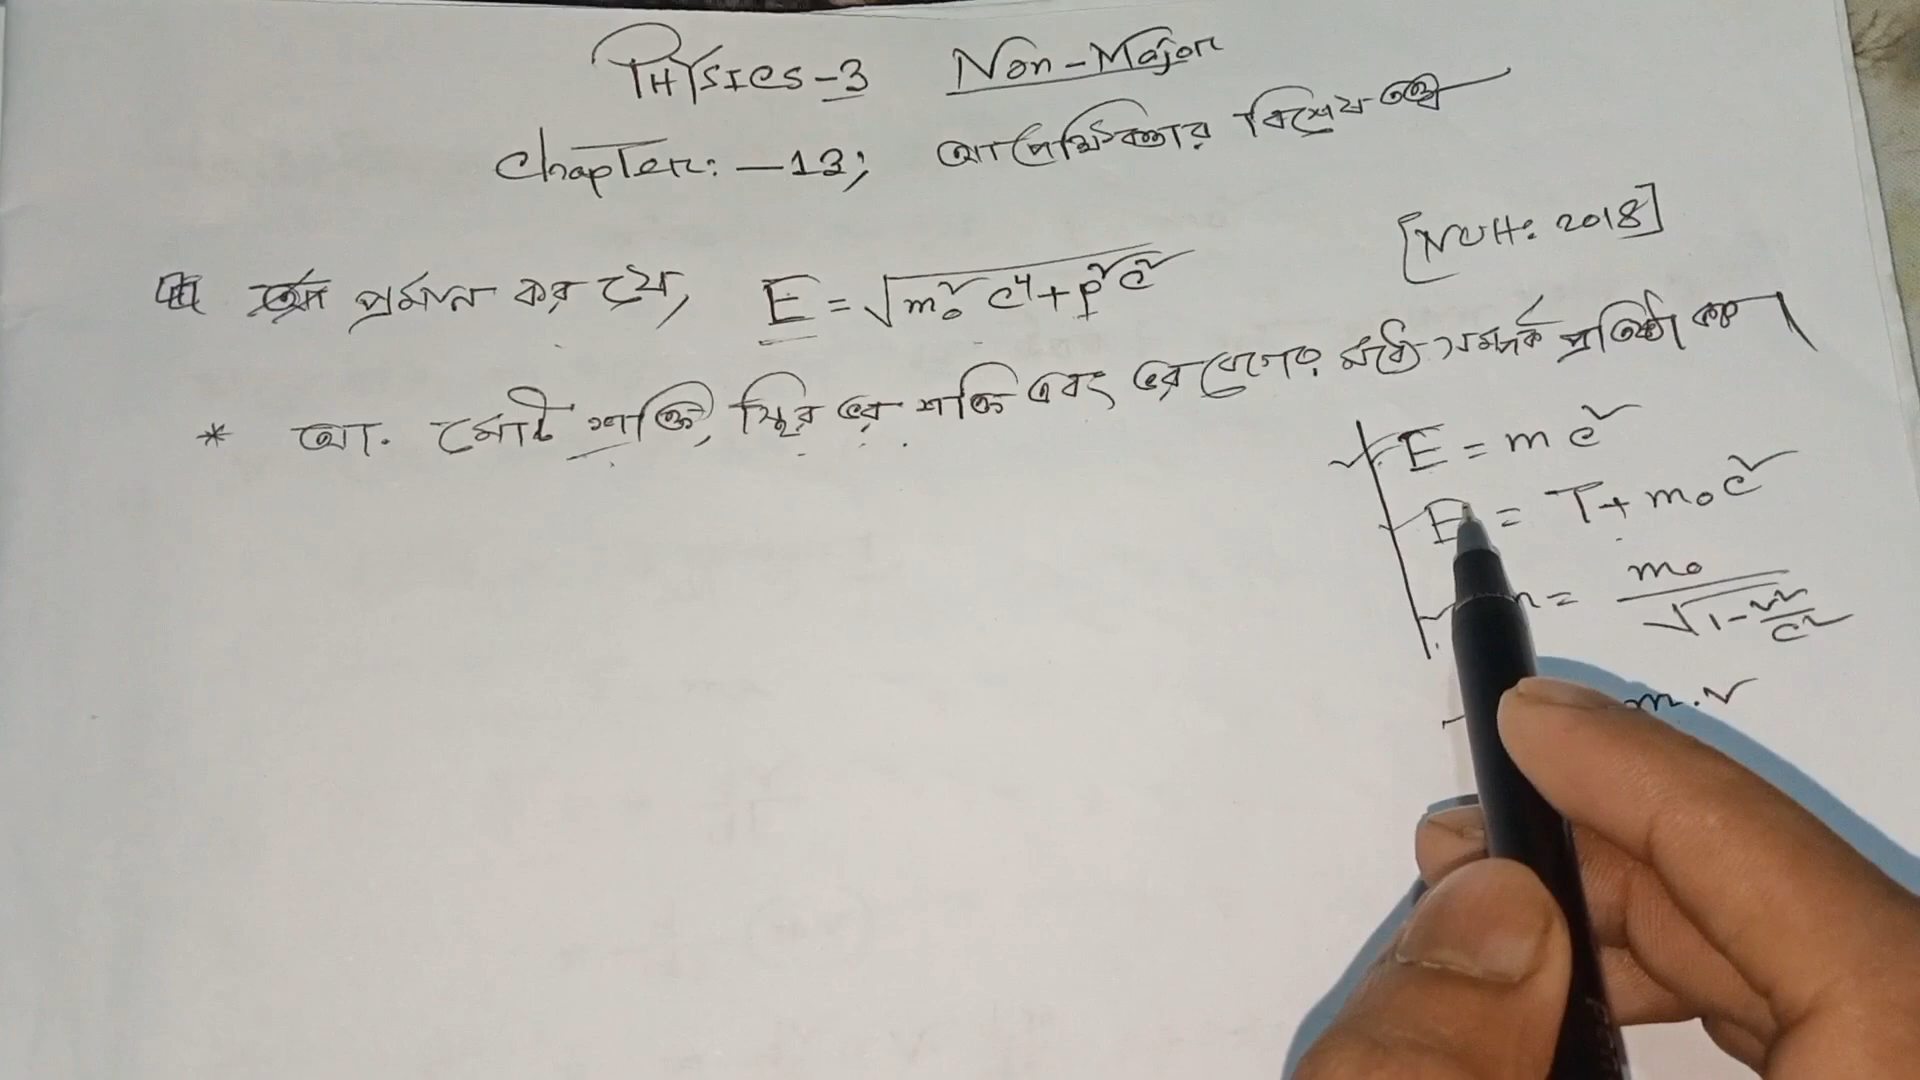 PHYSICS-3 Non-Major
Chapter: -13; আপেক্ষিকতার বিশেষ তত্ত্ব
[NUH: 2018]
প্রমান কর যে, E = √m₀²c⁴+p²c²
* আ. মোট শক্তি, স্থির ভর শক্তি এবং ভর বেগের মধ্যে সম্পর্ক প্রতিষ্ঠা কর।
E = mc²
E = T + m₀c²
= m₀/√1-v²/c²
m.v